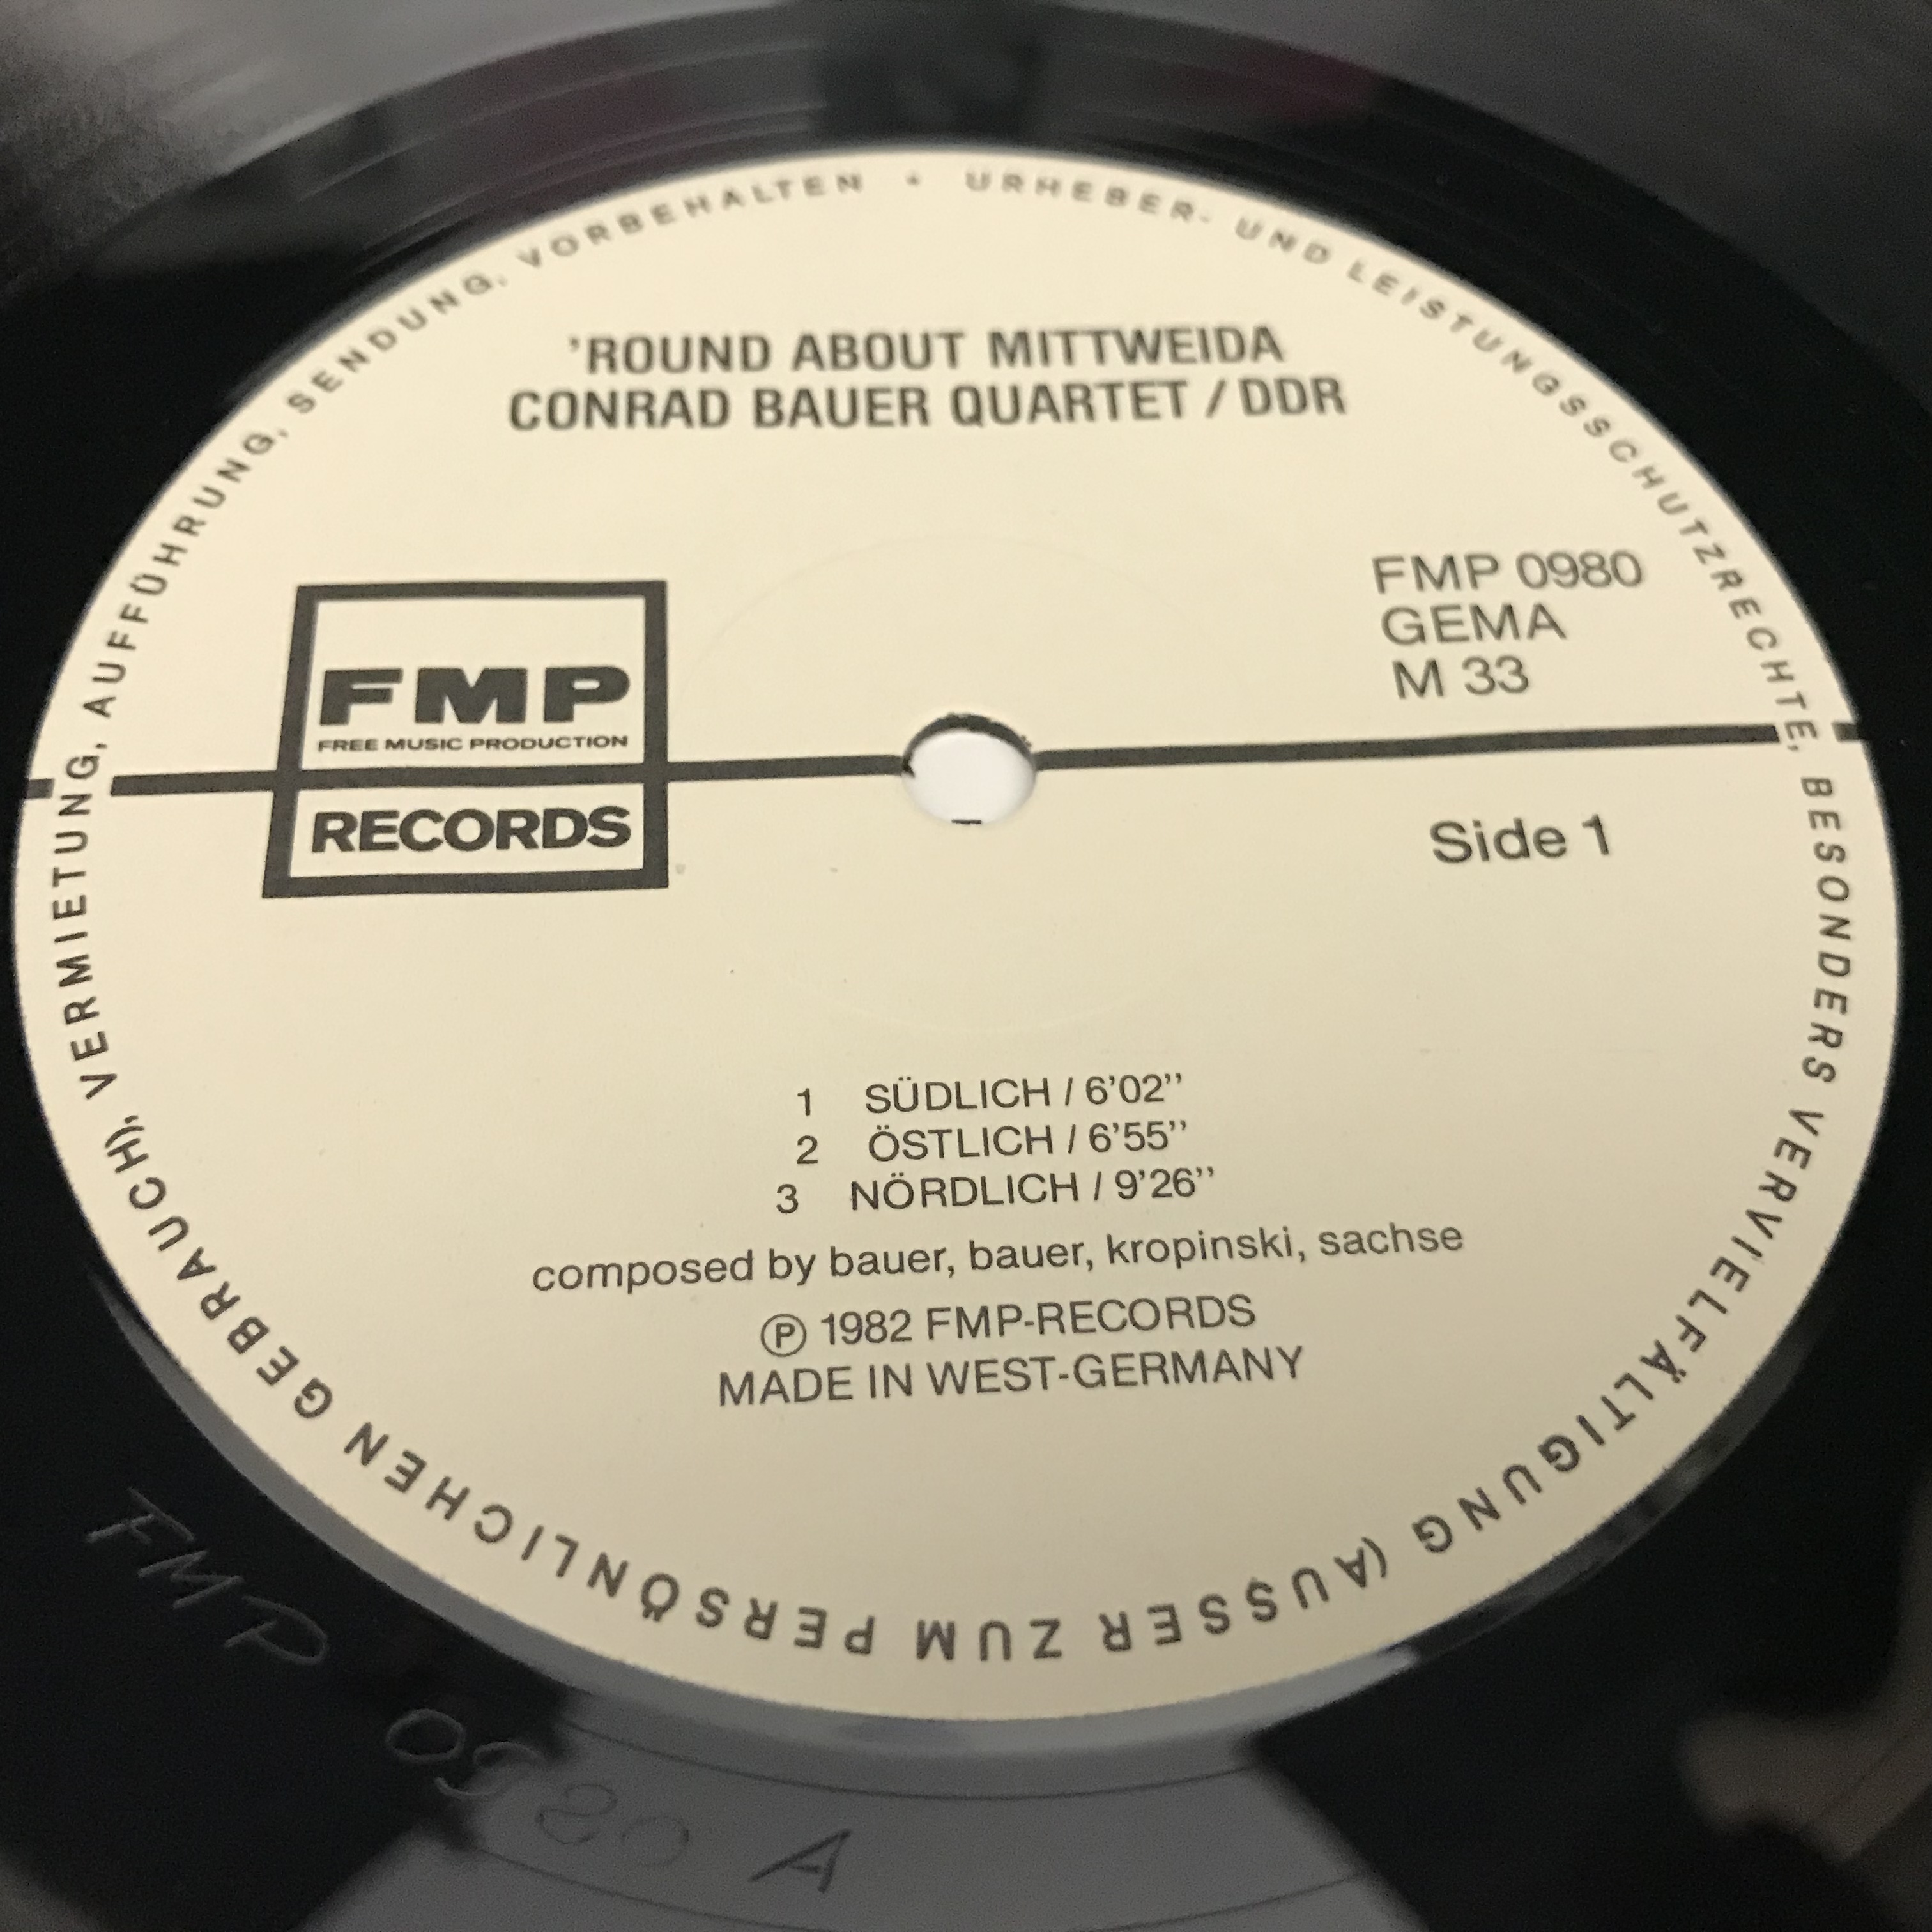 URHEBER- UND LEISTUNGSSCHUTZRECHTE, BESONDERS VERVIELFÄLTIGUNG (AUSSER ZUM PERSÖNLICHEN GEBRAUCH), VERMIETUNG, AUFFÜHRUNG, SENDUNG, VORBEHALTEN •
'ROUND ABOUT MITTWEIDA
CONRAD BAUER QUARTET / DDR
FMP 0980
GEMA
M 33
FMP
FREE MUSIC PRODUCTION
RECORDS
Side 1
1 SÜDLICH / 6'02''
2 ÖSTLICH / 6'55''
3 NÖRDLICH / 9'26''
composed by bauer, bauer, kropinski, sachse
Ⓟ 1982 FMP-RECORDS
MADE IN WEST-GERMANY
FMP 0980 A